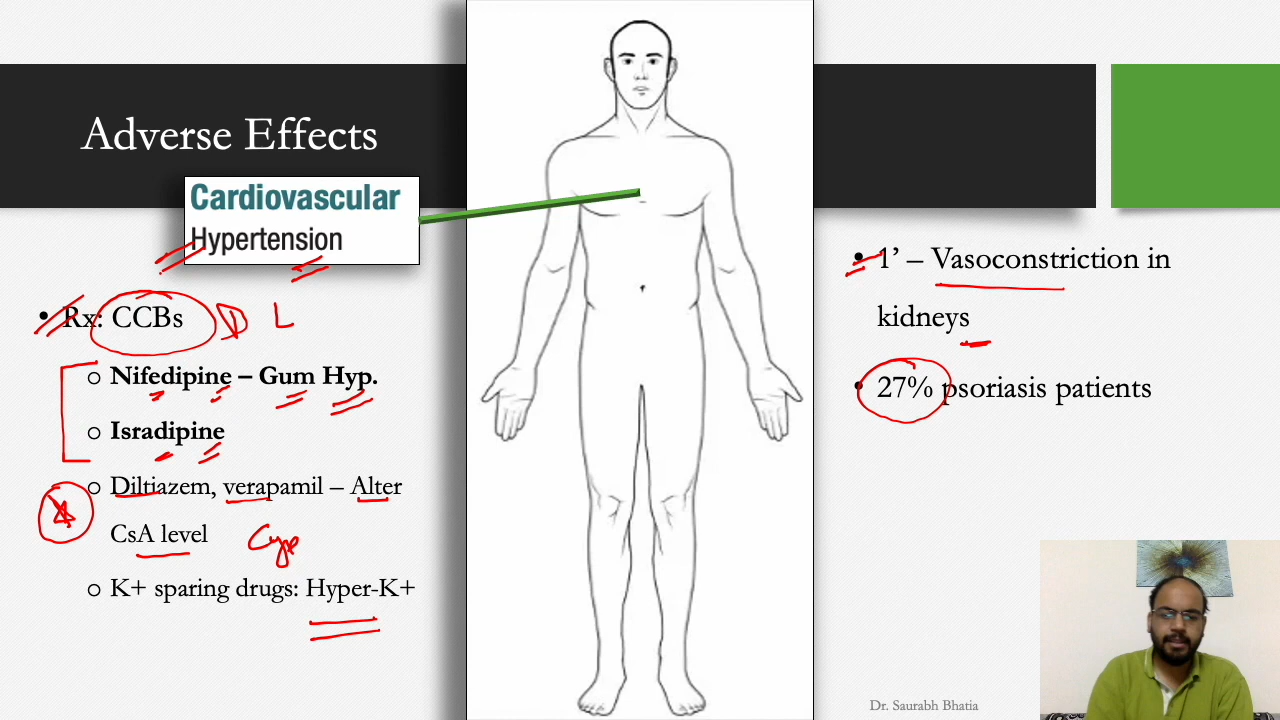 Adverse Effects
Cardiovascular
Hypertension
• Rx: CCBs D L
o Nifedipine – Gum Hyp.
o Isradipine
o Diltiazem, verapamil – Alter
CsA level Cyp
o K+ sparing drugs: Hyper-K+
• 1’ – Vasoconstriction in
kidneys
• 27% psoriasis patients
Dr. Saurabh Bhatia